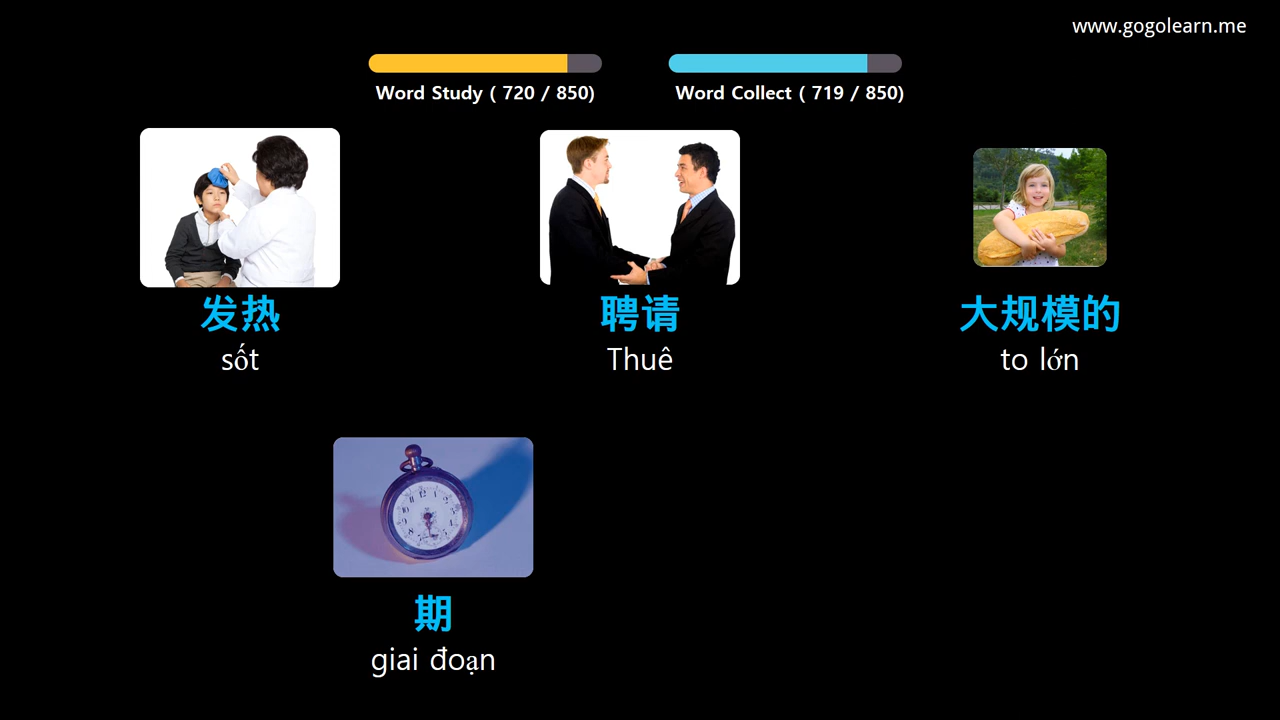 www.gogolearn.me
Word Study ( 720 / 850)
Word Collect ( 719 / 850)
发热
sốt
聘请
Thuê
大规模的
to lớn
期
giai đoạn